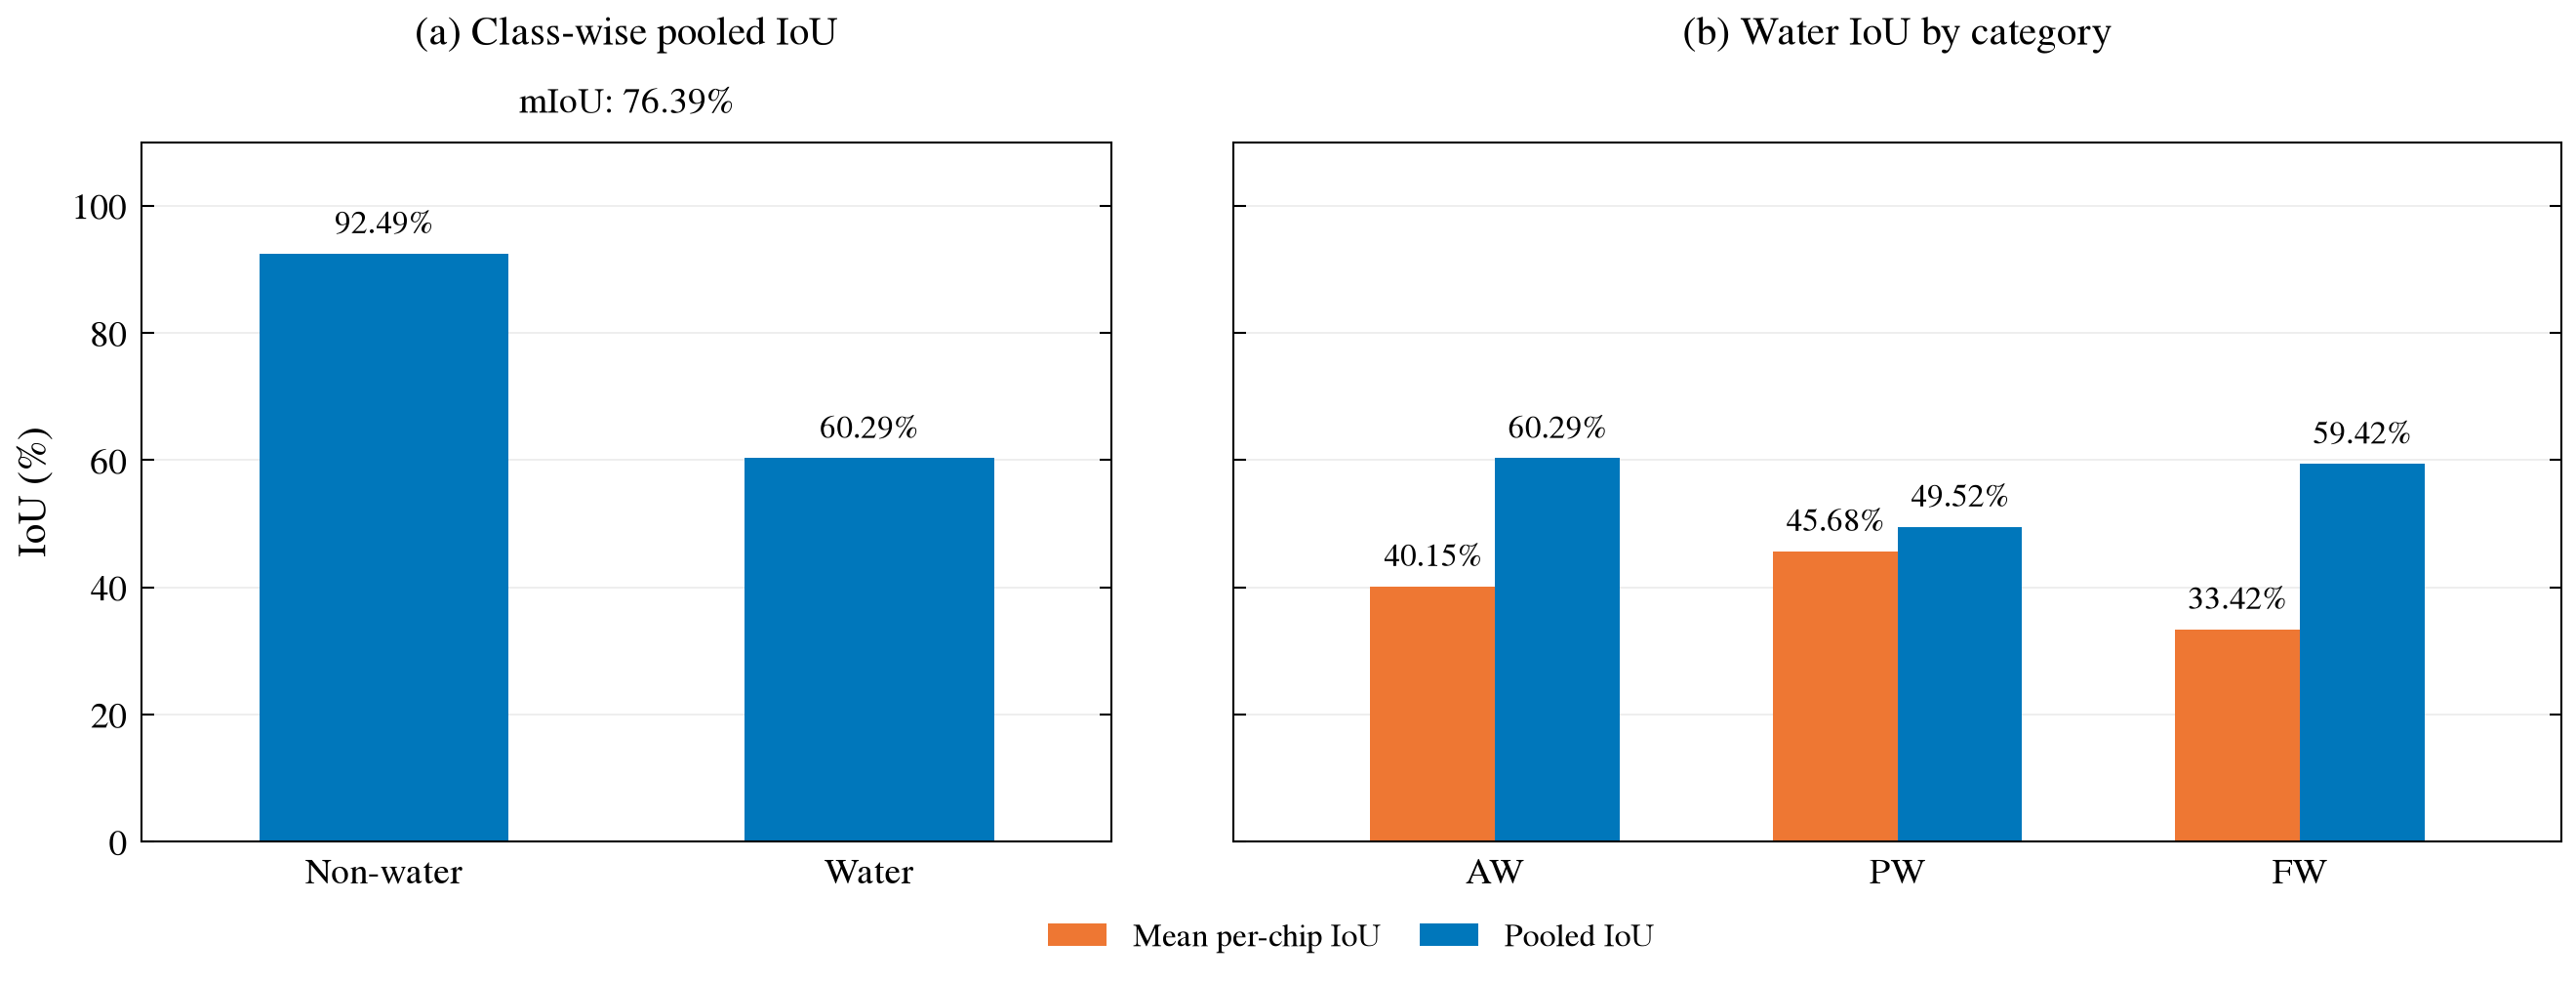 (a) Class-wise pooled IoU
mIoU: 76.39%
IoU (%)
100
80
60
40
20
0
92.49%
60.29%
Non-water
Water
(b) Water IoU by category
40.15%
60.29%
45.68%
49.52%
33.42%
59.42%
AW
PW
FW
Mean per-chip IoU
Pooled IoU